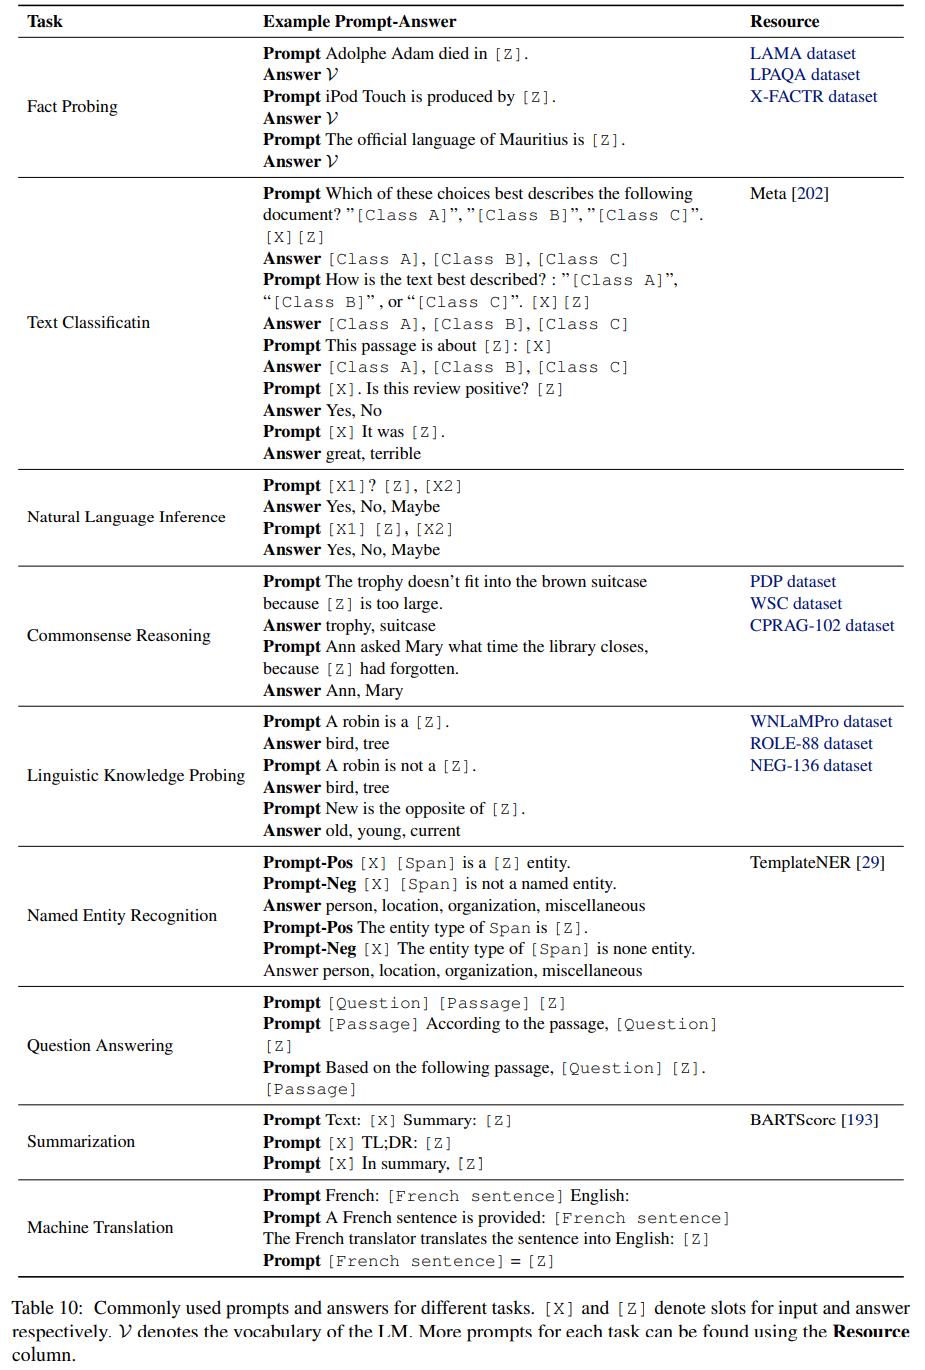 Task Example Prompt-Answer Resource
Fact Probing
Prompt Adolphe Adam died in [Z]. LAMA dataset
Answer 𝒱 LPAQA dataset
Prompt iPod Touch is produced by [Z]. X-FACTR dataset
Answer 𝒱
Prompt The official language of Mauritius is [Z].
Answer 𝒱
Text Classificatin
Prompt Which of these choices best describes the following Meta [202]
document? ”[Class A]”, ”[Class B]”, ”[Class C]”.
[X][Z]
Answer [Class A], [Class B], [Class C]
Prompt How is the text best described? : ”[Class A]”,
“[Class B]” , or “[Class C]”. [X][Z]
Answer [Class A], [Class B], [Class C]
Prompt This passage is about [Z]: [X]
Answer [Class A], [Class B], [Class C]
Prompt [X]. Is this review positive? [Z]
Answer Yes, No
Prompt [X] It was [Z].
Answer great, terrible
Natural Language Inference
Prompt [X1]? [Z], [X2]
Answer Yes, No, Maybe
Prompt [X1] [Z], [X2]
Answer Yes, No, Maybe
Commonsense Reasoning
Prompt The trophy doesn’t fit into the brown suitcase PDP dataset
because [Z] is too large. WSC dataset
Answer trophy, suitcase CPRAG-102 dataset
Prompt Ann asked Mary what time the library closes,
because [Z] had forgotten.
Answer Ann, Mary
Linguistic Knowledge Probing
Prompt A robin is a [Z]. WNLaMPro dataset
Answer bird, tree ROLE-88 dataset
Prompt A robin is not a [Z]. NEG-136 dataset
Answer bird, tree
Prompt New is the opposite of [Z].
Answer old, young, current
Named Entity Recognition
Prompt-Pos [X] [Span] is a [Z] entity. TemplateNER [29]
Prompt-Neg [X] [Span] is not a named entity.
Answer person, location, organization, miscellaneous
Prompt-Pos The entity type of Span is [Z].
Prompt-Neg [X] The entity type of [Span] is none entity.
Answer person, location, organization, miscellaneous
Question Answering
Prompt [Question] [Passage] [Z]
Prompt [Passage] According to the passage, [Question]
[Z]
Prompt Based on the following passage, [Question] [Z].
[Passage]
Summarization
Prompt Text: [X] Summary: [Z] BARTScore [193]
Prompt [X] TL;DR: [Z]
Prompt [X] In summary, [Z]
Machine Translation
Prompt French: [French sentence] English:
Prompt A French sentence is provided: [French sentence]
The French translator translates the sentence into English: [Z]
Prompt [French sentence] = [Z]
Table 10: Commonly used prompts and answers for different tasks. [X] and [Z] denote slots for input and answer
respectively. 𝒱 denotes the vocabulary of the LM. More prompts for each task can be found using the Resource
column.